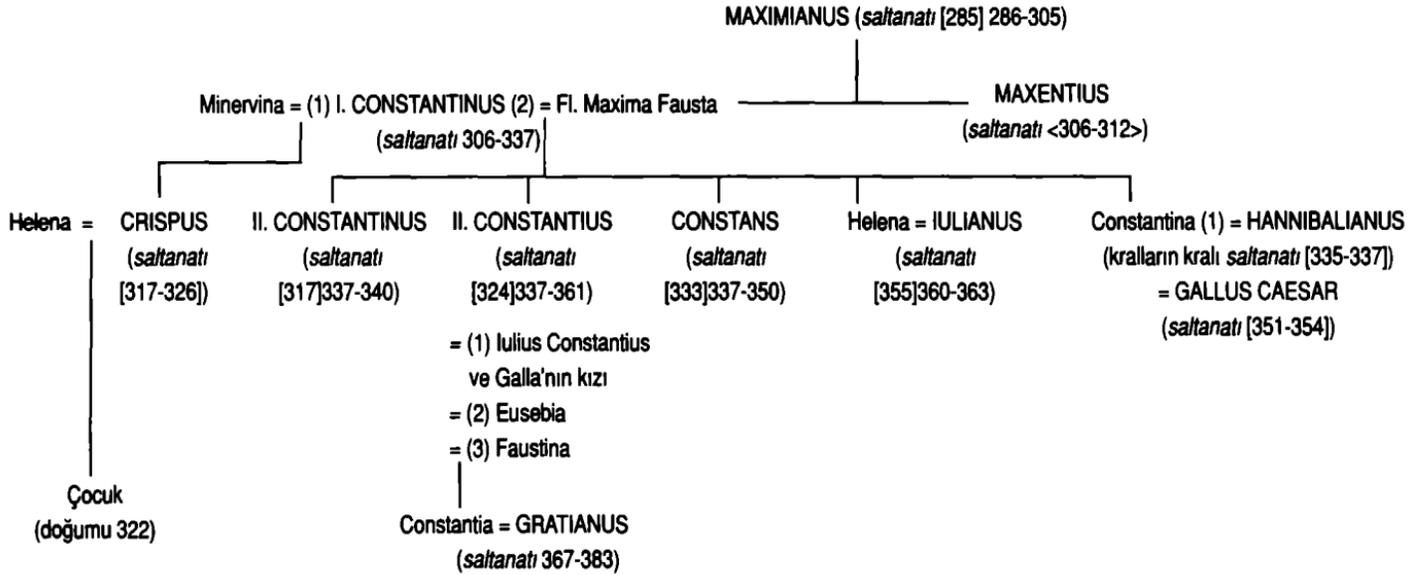 MAXIMIANUS (saltanatı [285] 286-305)
Minervina = (1) I. CONSTANTINUS (2) = Fl. Maxima Fausta
(saltanatı 306-337)
MAXENTIUS
(saltanatı <306-312>)
Helena =
CRISPUS
(saltanatı
[317-326])
II. CONSTANTINUS
(saltanatı
[317]337-340)
II. CONSTANTIUS
(saltanatı
[324]337-361)
= (1) Iulius Constantius
ve Galla'nın kızı
= (2) Eusebia
= (3) Faustina
CONSTANS
(saltanatı
[333]337-350)
Helena = IULIANUS
(saltanatı
[355]360-363)
Constantina (1) = HANNIBALIANUS
(kralların kralı saltanatı [335-337])
= GALLUS CAESAR
(saltanatı [351-354])
Çocuk
(doğumu 322)
Constantia = GRATIANUS
(saltanatı 367-383)